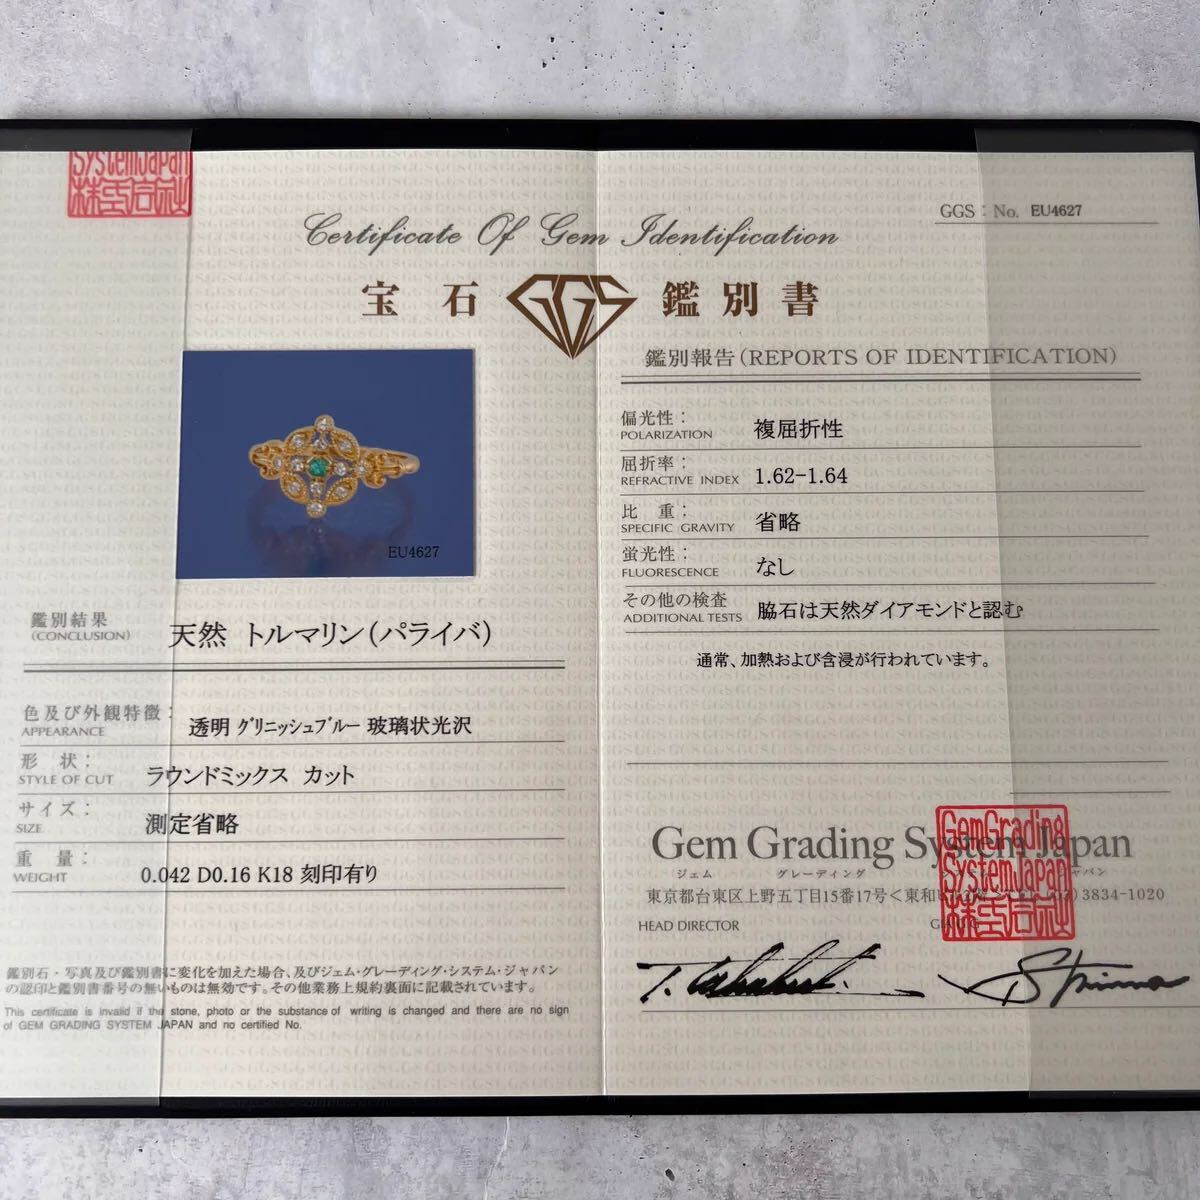 SystemJapan
株式会社
GGS : No. EU4627
Certificate Of Gem Identification
宝石 GGS 鑑別書
EU4627
鑑別結果
(CONCLUSION)
天然 トルマリン(パライバ)
色及び外観特徴:
APPEARANCE
透明 グリニッシュブルー 玻璃状光沢
形 状:
STYLE OF CUT
ラウンドミックス カット
サイズ:
SIZE
測定省略
重 量:
WEIGHT
0.042 D0.16 K18 刻印有り
鑑別石・写真及び鑑別書に変化を加えた場合、及びジェム・グレーディング・システム・ジャパン
の認印と鑑別書番号の無いものは無効です。その他業務上規約裏面に記載されています。
This certificate is invalid if the stone, photo or the substance of writing is changed and there are no sign
of GEM GRADING SYSTEM JAPAN and no certified No.
鑑別報告(REPORTS OF IDENTIFICATION)
偏光性:
POLARIZATION
複屈折性
屈折率:
REFRACTIVE INDEX
1.62-1.64
比 重:
SPECIFIC GRAVITY
省略
蛍光性:
FLUORESCENCE
なし
その他の検査
ADDITIONAL TESTS
脇石は天然ダイアモンドと認む
通常、加熱および含浸が行われています。
Gem Grading System Japan
ジェム グレーディング
東京都台東区上野五丁目15番17号<東和 3834-1020
HEAD DIRECTOR
GemGrading
SystemJapan
株式会社